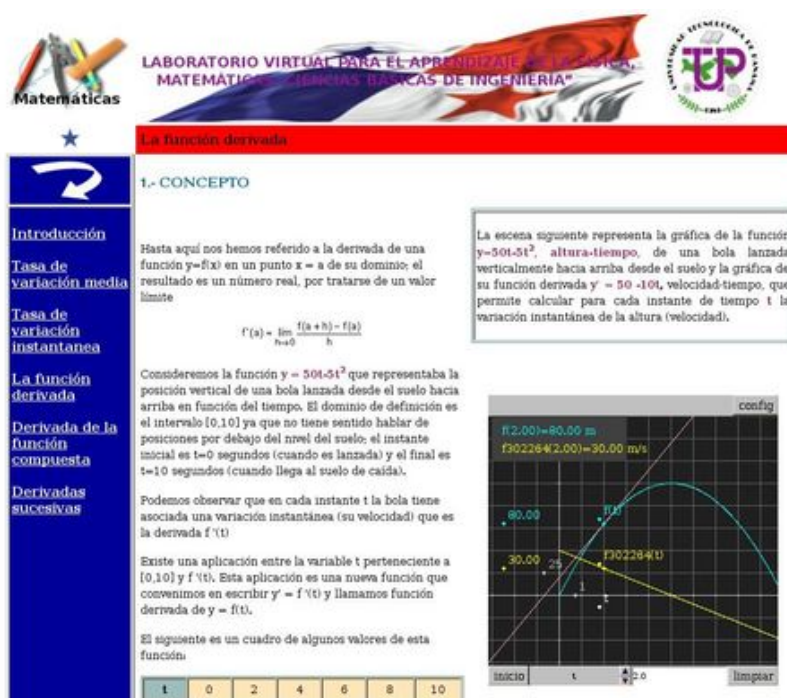 LABORATORIO VIRTUAL PARA EL APRENDIZAJE DE LA FÍSICA,
MATEMÁTICAS, CIENCIAS BÁSICAS DE INGENIERÍA"
Matemáticas
UNIVERSIDAD TECNOLÓGICA DE PANAMÁ
UTP
1981
La función derivada
Introducción
Tasa de
variación media
Tasa de
variación
instantanea
La función
derivada
Derivada de la
función
compuesta
Derivadas
sucesivas
1.- CONCEPTO
Hasta aquí nos hemos referido a la derivada de una
función y=f(x) en un punto x = a de su dominio; el
resultado es un número real, por tratarse de un valor
límite
f'(a) = lim h→0 f(a+h) − f(a) / h
Consideremos la función y = 50t-5t² que representaba la
posición vertical de una bola lanzada desde el suelo hacia
arriba en función del tiempo. El dominio de definición es
el intervalo [0,10] ya que no tiene sentido hablar de
posiciones por debajo del nivel del suelo; el instante
inicial es t=0 segundos (cuando es lanzada) y el final es
t=10 segundos (cuando llega al suelo de caída).
Podemos observar que en cada instante t la bola tiene
asociada una variación instantánea (su velocidad) que es
la derivada f '(t)
Existe una aplicación entre la variable t perteneciente a
[0,10] y f '(t). Esta aplicación es una nueva función que
convenimos en escribir y' = f '(t) y llamamos función
derivada de y = f(t).
El siguiente es un cuadro de algunos valores de esta
función:
t 0 2 4 6 8 10
La escena siguiente representa la gráfica de la función
y=50t-5t², altura-tiempo, de una bola lanzada
verticalmente hacia arriba desde el suelo y la gráfica de
su función derivada y' = 50 -10t, velocidad-tiempo, que
permite calcular para cada instante de tiempo t la
variación instantánea de la altura (velocidad).
config
f(2.00)=80.00 m
f302264(2.00)=30.00 m/s
80.00
f(t)
30.00
f302264(t)
25
1
t
inicio t 2.0 limpiar